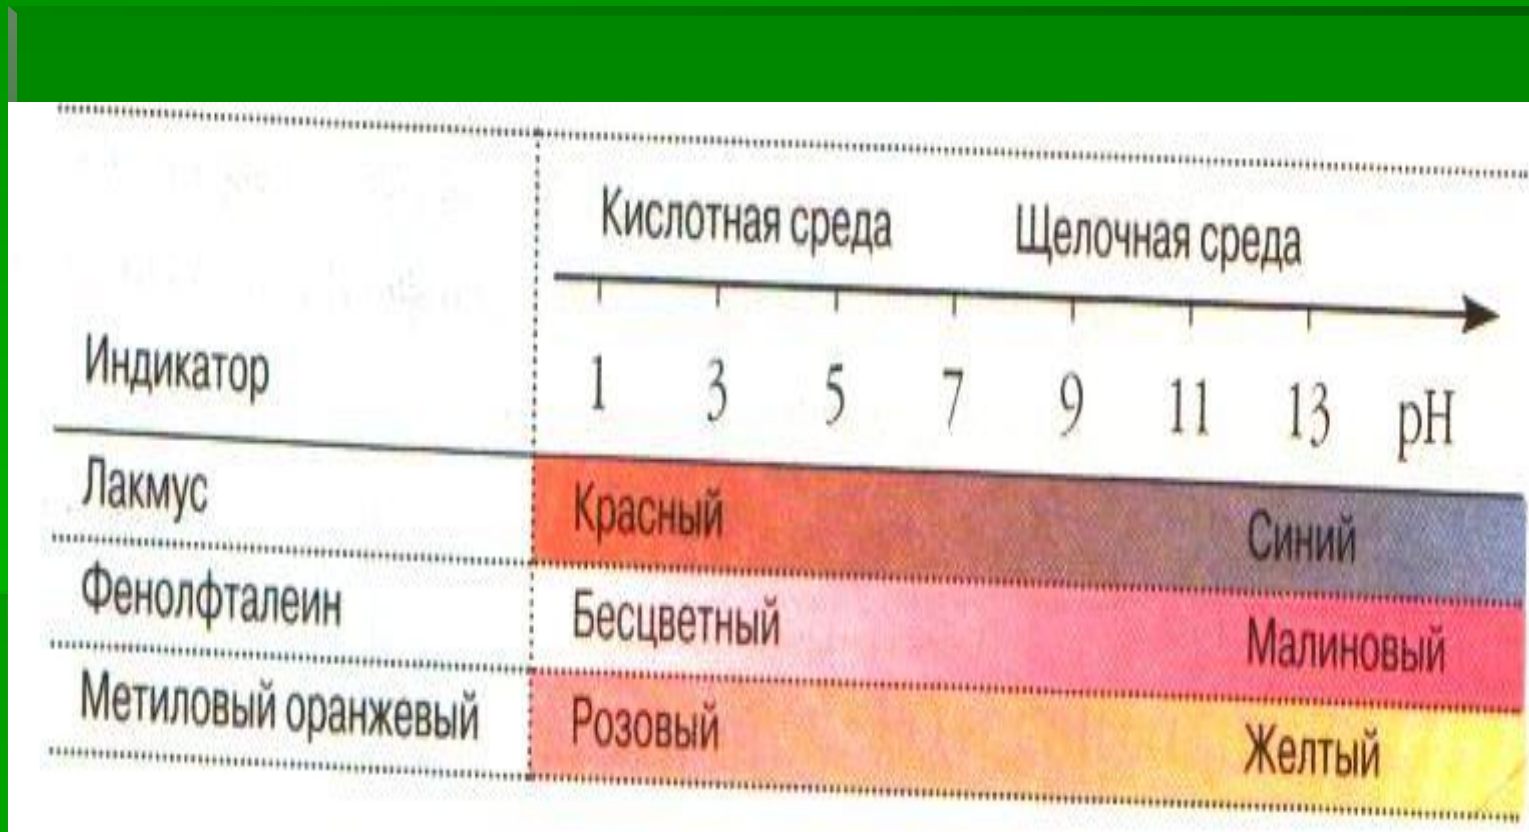 Кислотная среда Щелочная среда
Индикатор 1 3 5 7 9 11 13 pH
Лакмус Красный Синий
Фенолфталеин Бесцветный Малиновый
Метиловый оранжевый Розовый Желтый